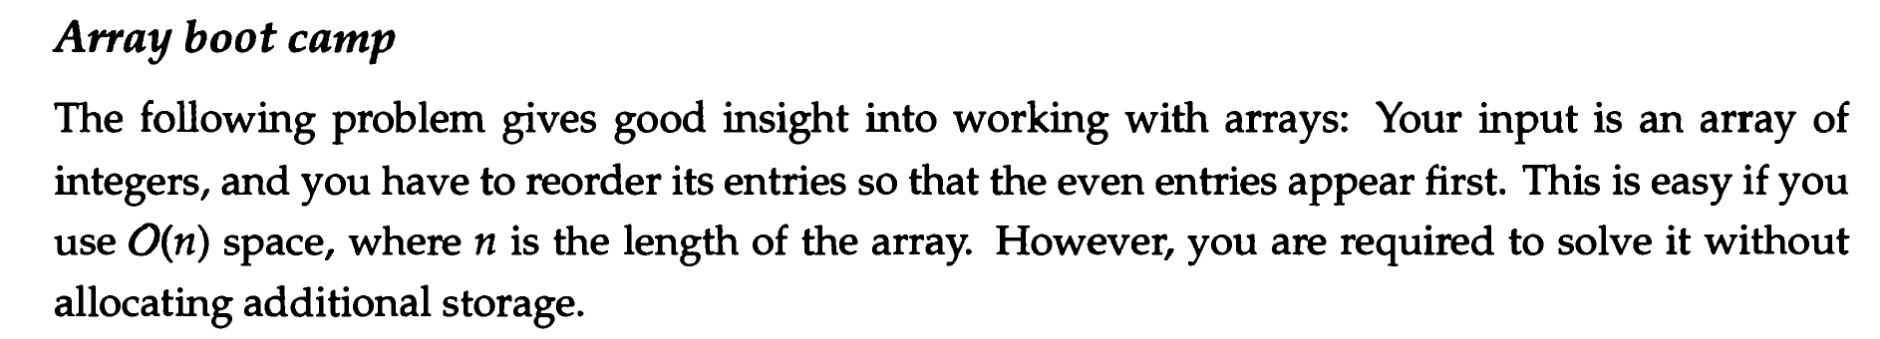 Array boot camp
The following problem gives good insight into working with arrays: Your input is an array of
integers, and you have to reorder its entries so that the even entries appear first. This is easy if you
use O(n) space, where n is the length of the array. However, you are required to solve it without
allocating additional storage.